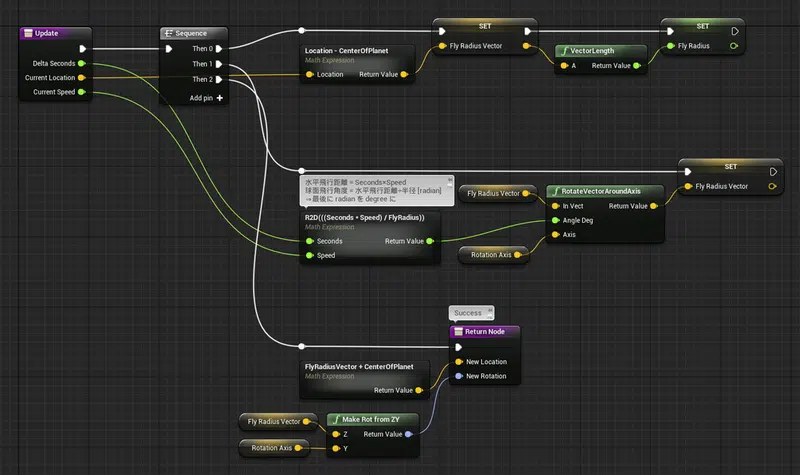 Update
Delta Seconds
Current Location
Current Speed
Sequence
Then 0
Then 1
Then 2
Add pin
Location - CenterOfPlanet
Math Expression
Location
Return Value
SET
Fly Radius Vector
VectorLength
A
Return Value
SET
Fly Radius
水平飛行距離 = Seconds×Speed
球面飛行角度 = 水平飛行距離÷半径 [radian]
→最後に radian を degree に
R2D(((Seconds * Speed) / FlyRadius))
Math Expression
Seconds
Return Value
Speed
Fly Radius Vector
Rotation Axis
RotateVectorAroundAxis
In Vect
Return Value
Angle Deg
Axis
SET
Fly Radius Vector
Success
Return Node
New Location
New Rotation
FlyRadiusVector + CenterOfPlanet
Math Expression
Return Value
Fly Radius Vector
Rotation Axis
Make Rot from ZY
Z
Return Value
Y